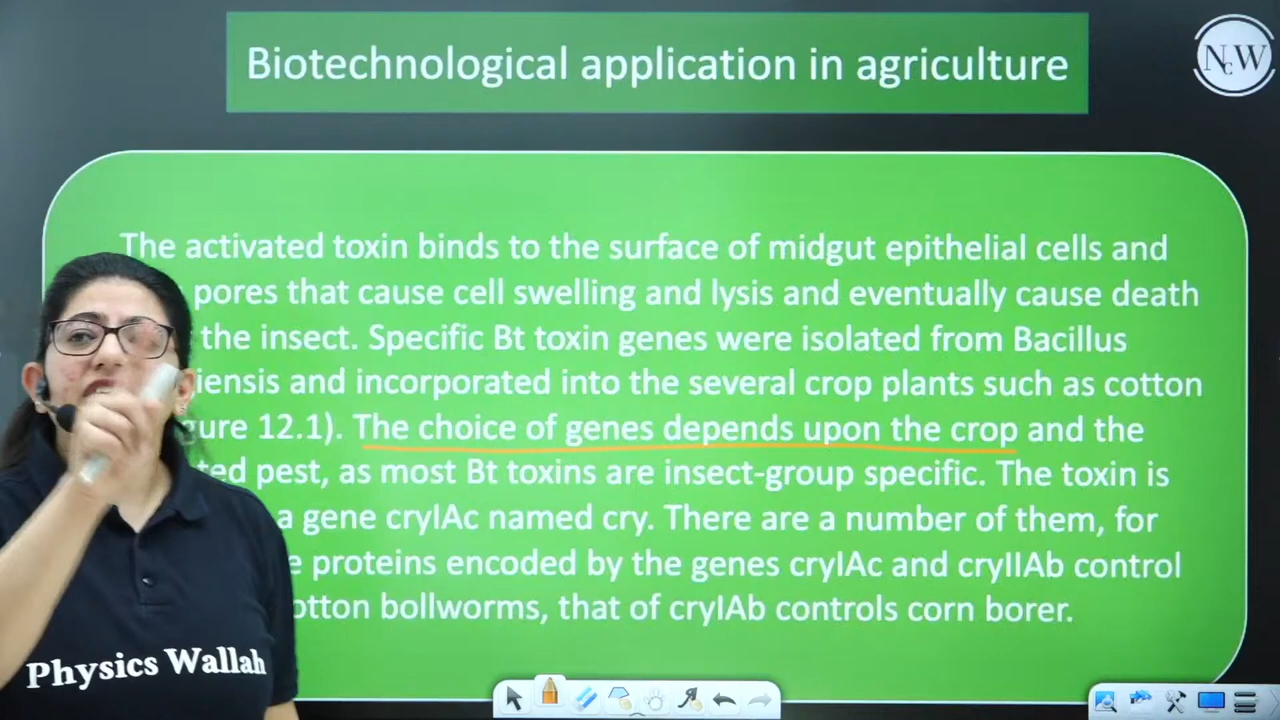 Biotechnological application in agriculture
NcW
The activated toxin binds to the surface of midgut epithelial cells and
pores that cause cell swelling and lysis and eventually cause death
the insect. Specific Bt toxin genes were isolated from Bacillus
iensis and incorporated into the several crop plants such as cotton
gure 12.1). The choice of genes depends upon the crop and the
ted pest, as most Bt toxins are insect-group specific. The toxin is
a gene cryIAc named cry. There are a number of them, for
e proteins encoded by the genes cryIAc and cryIIAb control
otton bollworms, that of cryIAb controls corn borer.
Physics Wallah